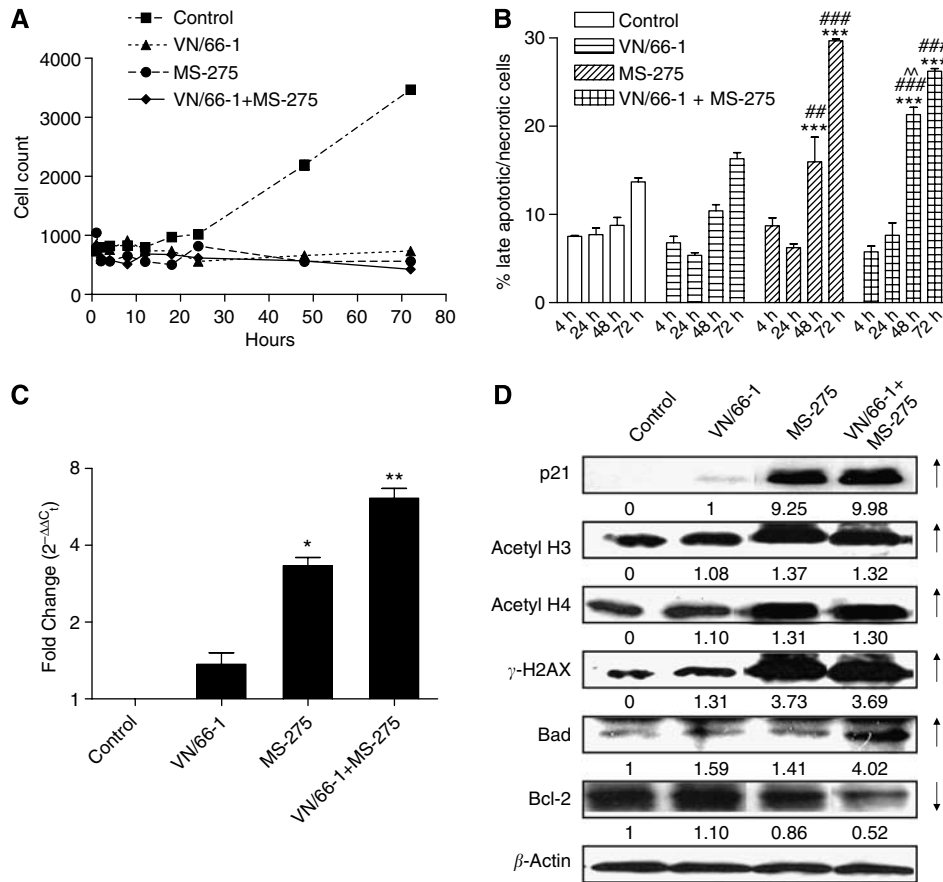 A
Control
VN/66-1
MS-275
VN/66-1+MS-275
4000
3000
2000
1000
0
Cell count
0 10 20 30 40 50 60 70 80
Hours
B
Control
VN/66-1
MS-275
VN/66-1 + MS-275
30
20
10
0
% late apoptotic/necrotic cells
##
***
###
***
^^
###
***
###
***
4 h 24 h 48 h 72 h 4 h 24 h 48 h 72 h 4 h 24 h 48 h 72 h 4 h 24 h 48 h 72 h
C
8
4
2
1
Fold Change (2−ΔΔCt)
*
**
Control
VN/66-1
MS-275
VN/66-1+MS-275
D
Control
VN/66-1
MS-275
VN/66-1+
MS-275
p21
0 1 9.25 9.98
Acetyl H3
0 1.08 1.37 1.32
Acetyl H4
0 1.10 1.31 1.30
γ-H2AX
0 1.31 3.73 3.69
Bad
1 1.59 1.41 4.02
Bcl-2
1 1.10 0.86 0.52
β-Actin